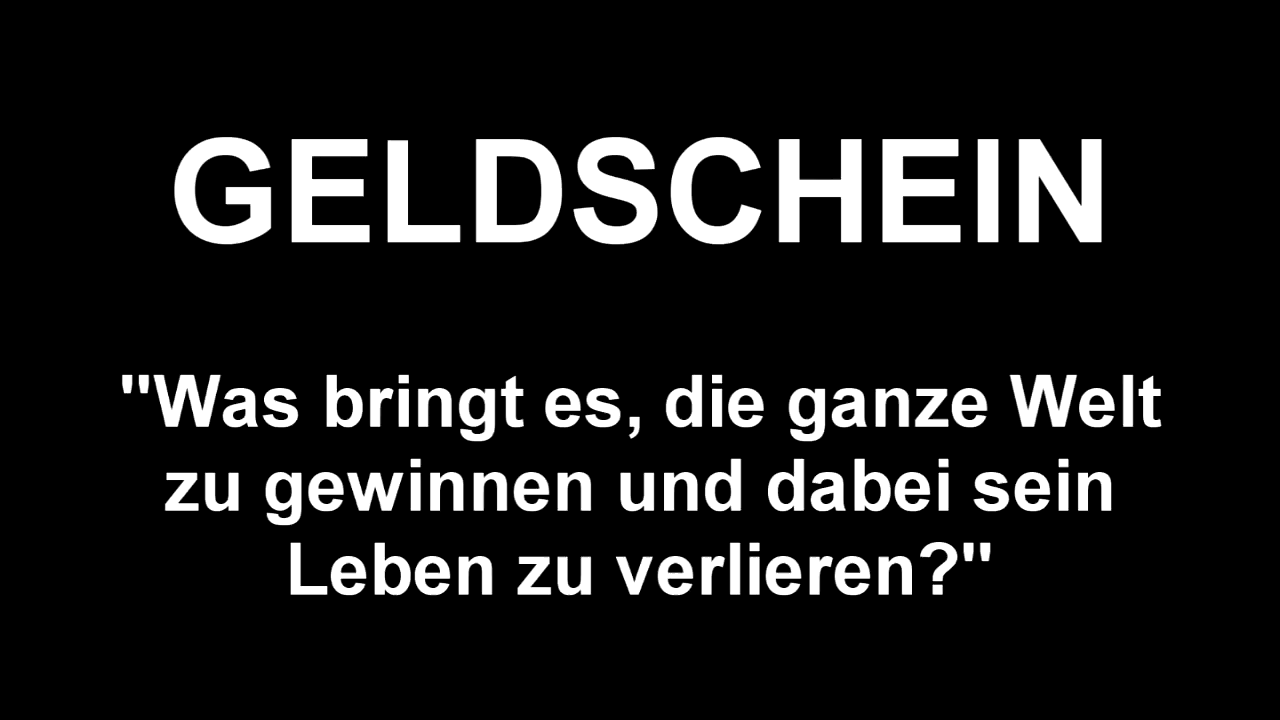 GELDSCHEIN
"Was bringt es, die ganze Welt
zu gewinnen und dabei sein
Leben zu verlieren?"